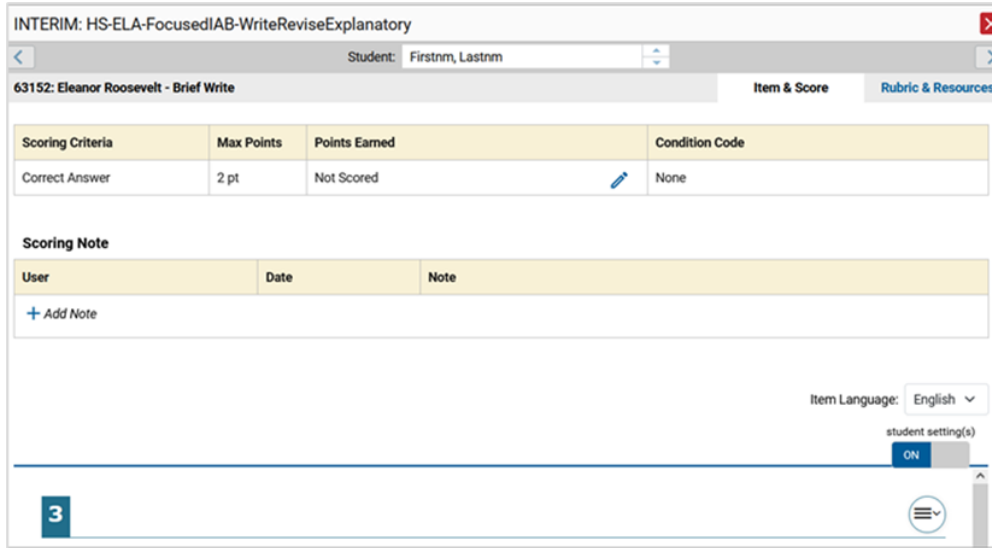 INTERIM: HS-ELA-FocusedIAB-WriteReviseExplanatory
Student: Firstnm, Lastnm
63152: Eleanor Roosevelt - Brief Write Item & Score Rubric & Resources
Scoring Criteria Max Points Points Earned Condition Code
Correct Answer 2 pt Not Scored None
Scoring Note
User Date Note
+ Add Note
Item Language: English
student setting(s)
ON
3